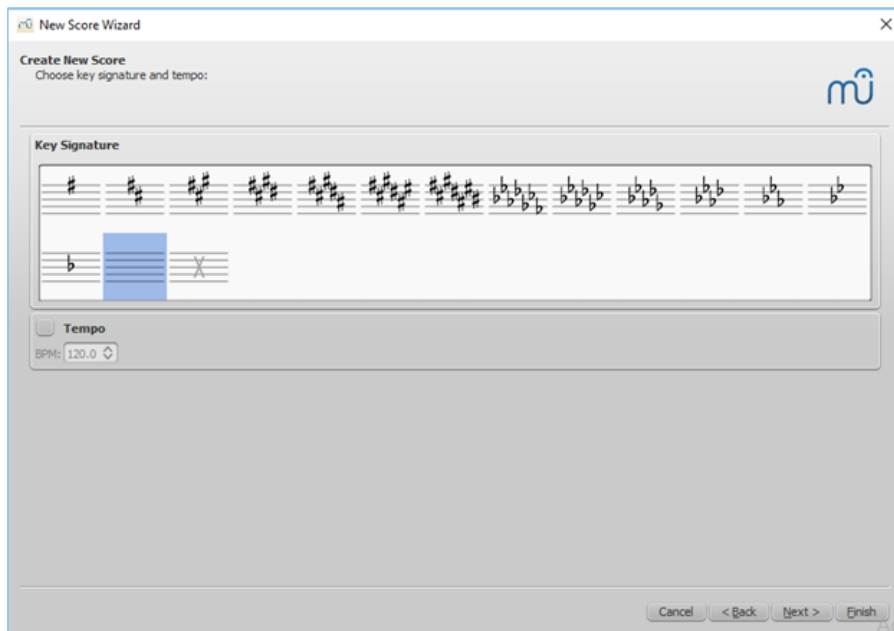 New Score Wizard
Create New Score
Choose key signature and tempo:
Key Signature
Tempo
BPM: 120.0
Cancel < Back Next > Finish